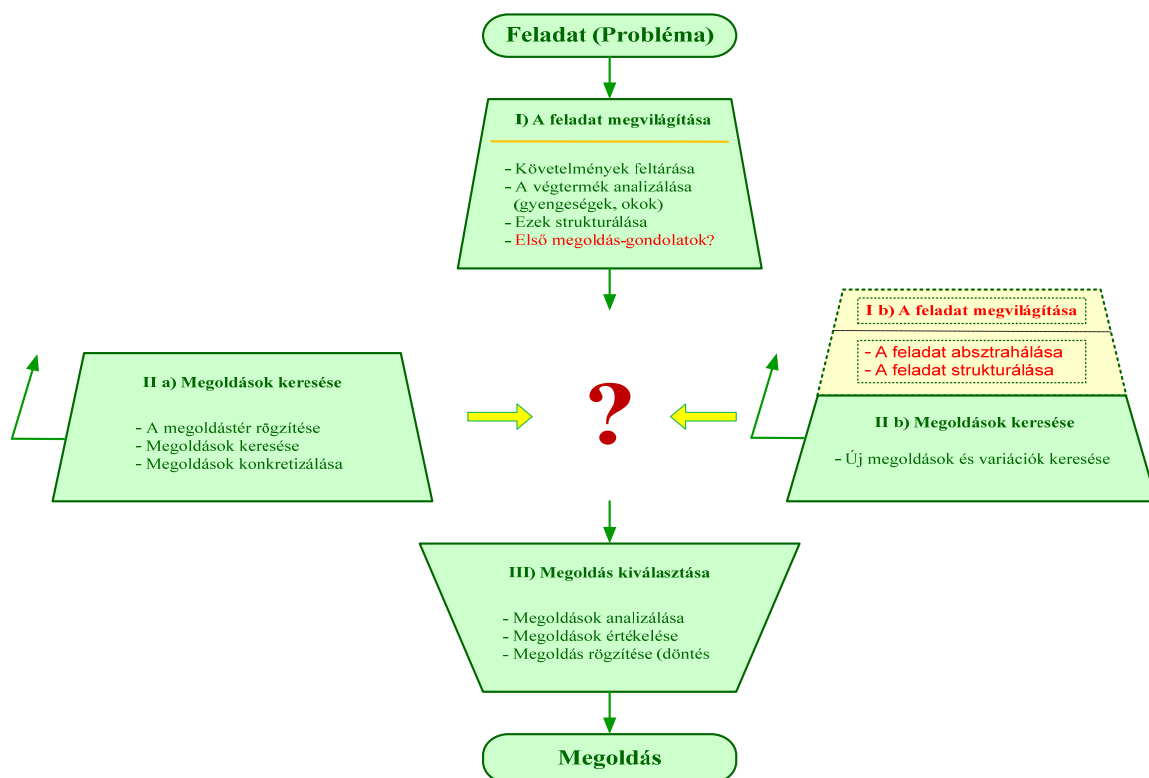 Feladat (Probléma)
I) A feladat megvilágítása
- Követelmények feltárása
- A végtermék analizálása
(gyengeségek, okok)
- Ezek strukturálása
- Első megoldás-gondolatok?
II a) Megoldások keresése
- A megoldástér rögzítése
- Megoldások keresése
- Megoldások konkretizálása
?
I b) A feladat megvilágítása
- A feladat absztrahálása
- A feladat strukturálása
II b) Megoldások keresése
- Új megoldások és variációk keresése
III) Megoldás kiválasztása
- Megoldások analizálása
- Megoldások értékelése
- Megoldás rögzítése (döntés
Megoldás